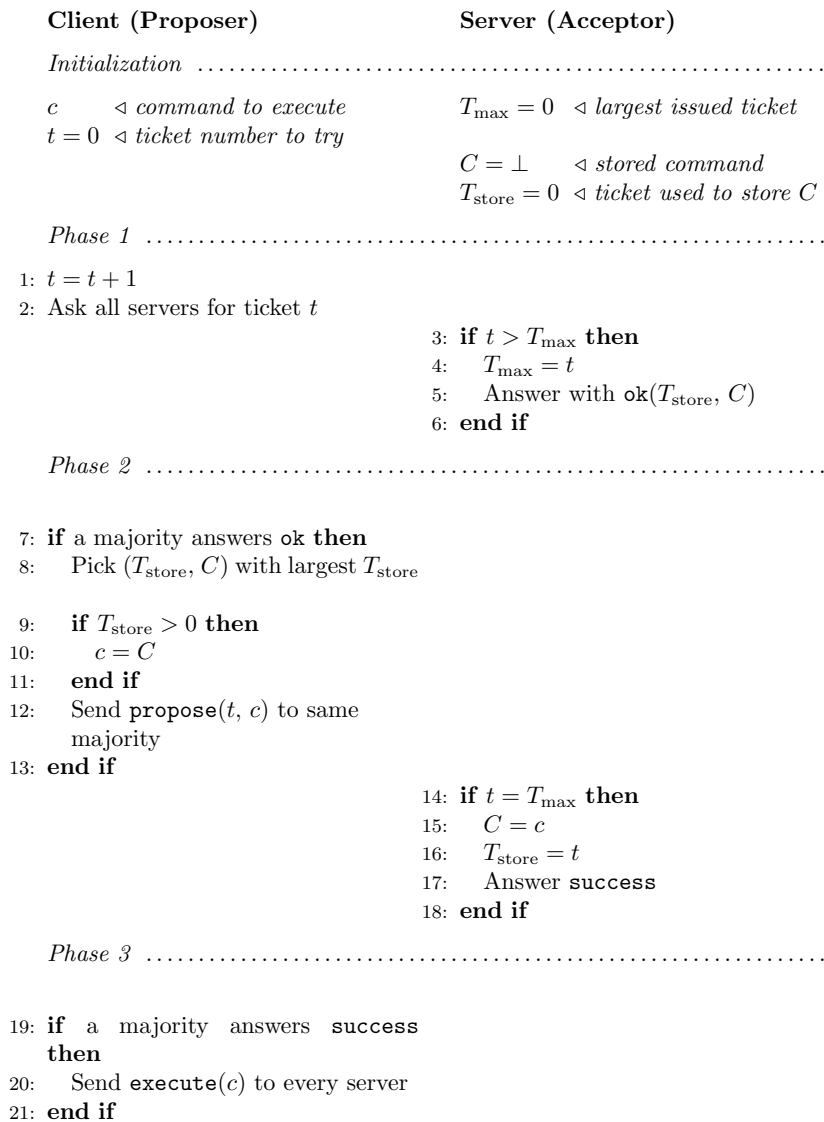 Client (Proposer) Server (Acceptor)
Initialization ................................................................
c ◁ command to execute T_max = 0 ◁ largest issued ticket
t = 0 ◁ ticket number to try
C = ⊥ ◁ stored command
T_store = 0 ◁ ticket used to store C
Phase 1 ................................................................
1: t = t + 1
2: Ask all servers for ticket t
3: if t > T_max then
4: T_max = t
5: Answer with ok(T_store, C)
6: end if
Phase 2 ................................................................
7: if a majority answers ok then
8: Pick (T_store, C) with largest T_store
9: if T_store > 0 then
10: c = C
11: end if
12: Send propose(t, c) to same
majority
13: end if
14: if t = T_max then
15: C = c
16: T_store = t
17: Answer success
18: end if
Phase 3 ................................................................
19: if a majority answers success
then
20: Send execute(c) to every server
21: end if